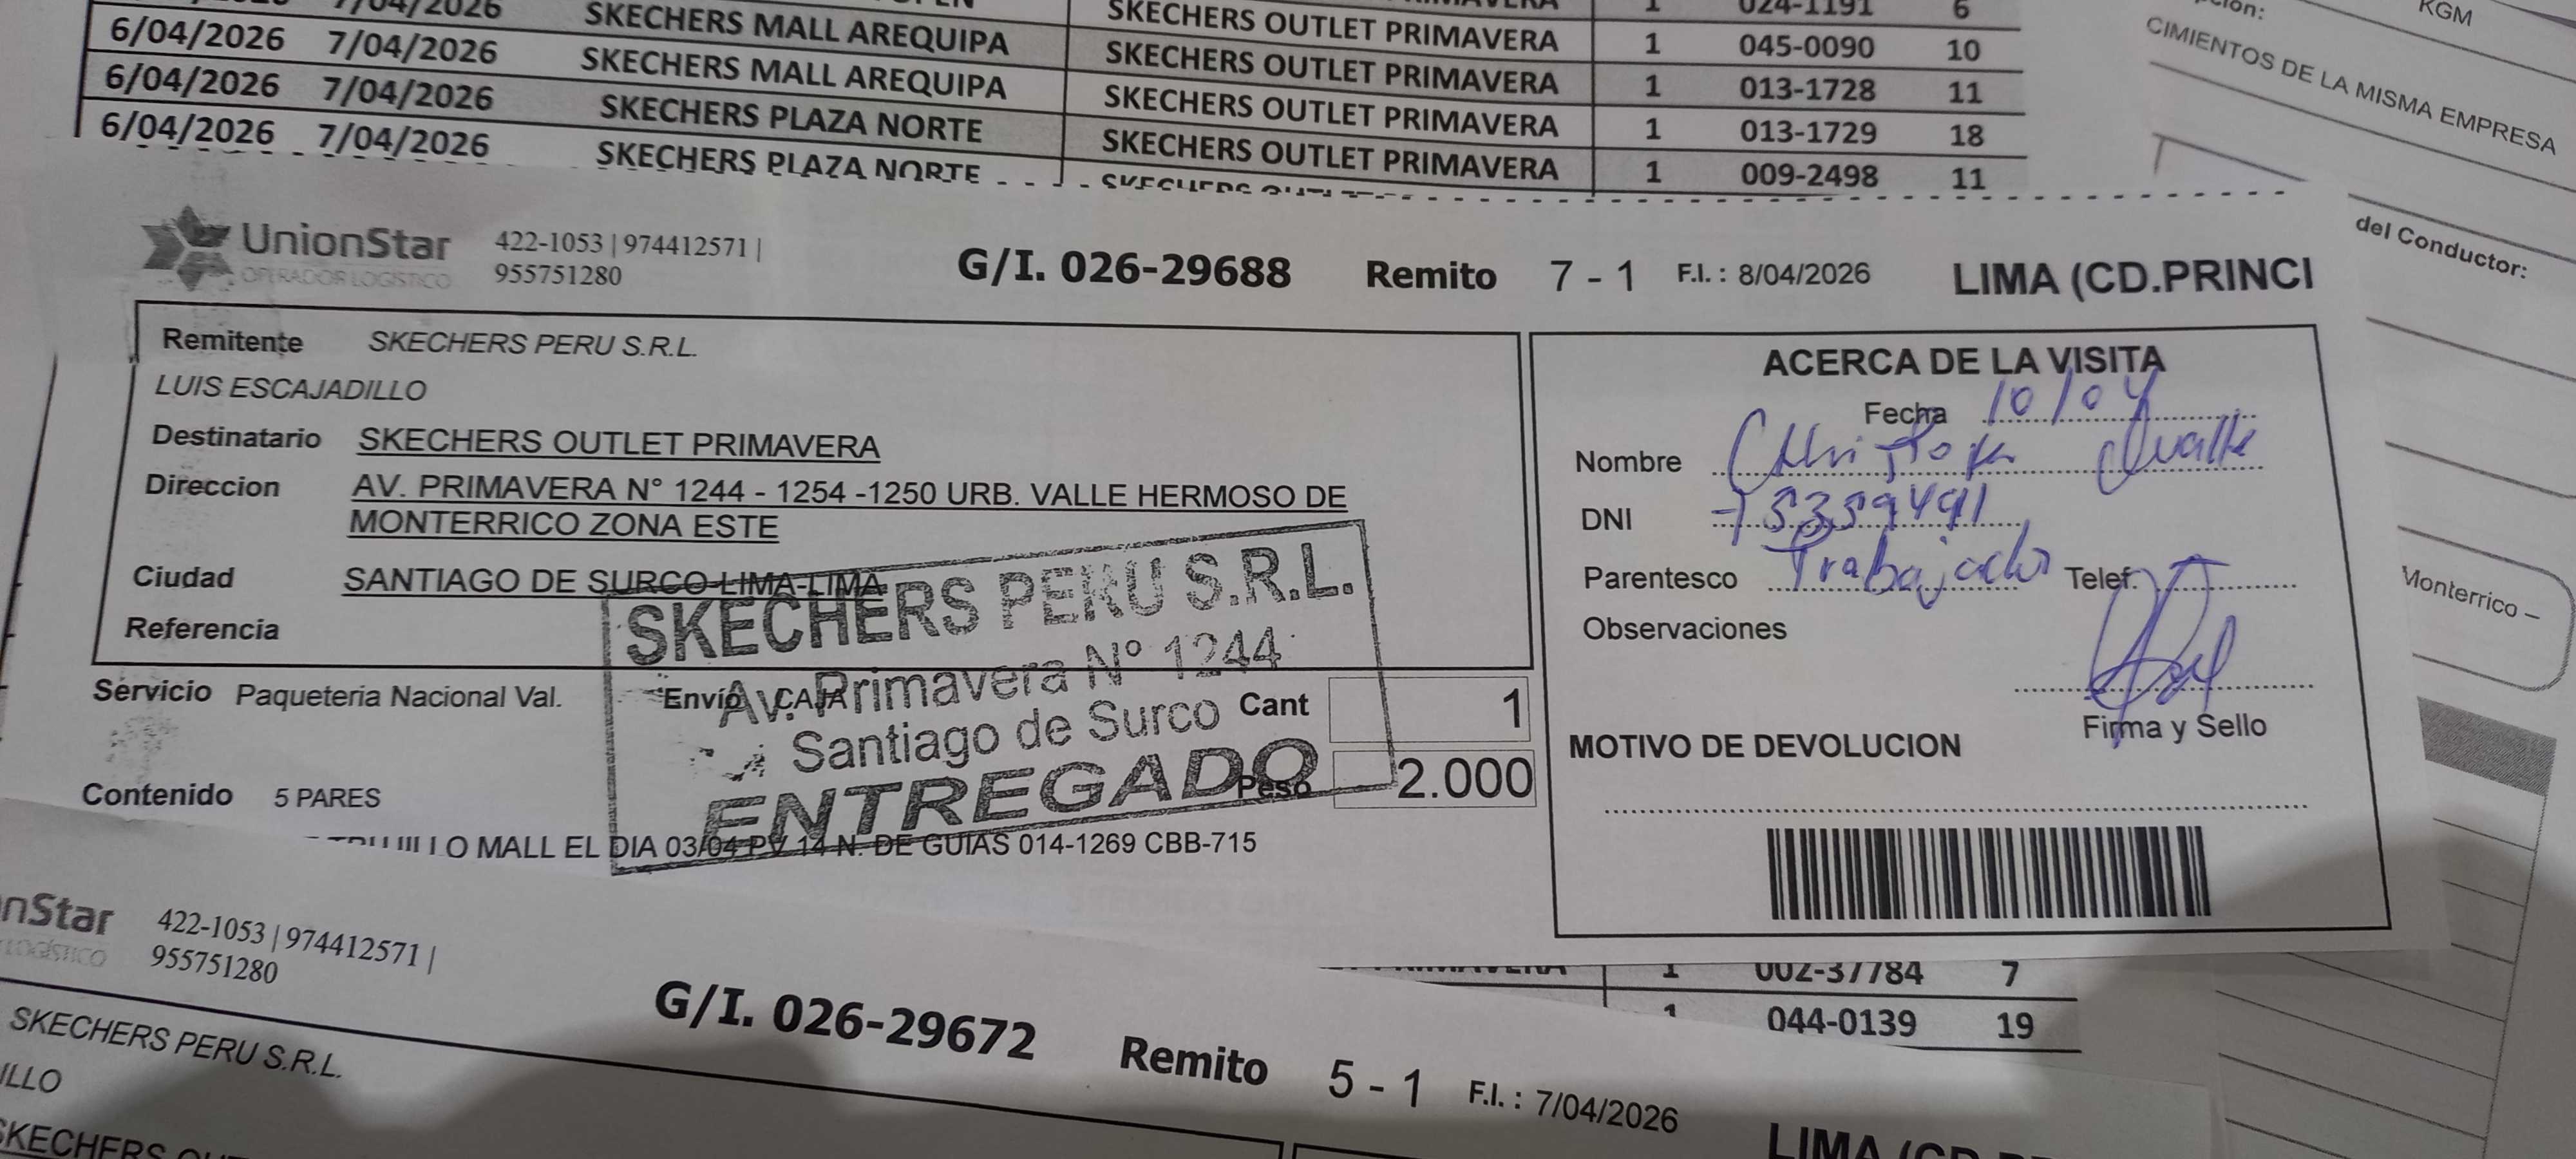 7/04/2026
024-1191 6
6/04/2026 7/04/2026 SKECHERS MALL AREQUIPA SKECHERS OUTLET PRIMAVERA 1 045-0090 10
6/04/2026 7/04/2026 SKECHERS MALL AREQUIPA SKECHERS OUTLET PRIMAVERA 1 013-1728 11
6/04/2026 7/04/2026 SKECHERS PLAZA NORTE SKECHERS OUTLET PRIMAVERA 1 013-1729 18
SKECHERS PLAZA NORTE SKECHERS OUTLET PRIMAVERA 1 009-2498 11
KGM
CIMIENTOS DE LA MISMA EMPRESA
del Conductor:
Monterrico –
UnionStar
OPERADOR LOGÍSTICO
422-1053 | 974412571 |
955751280
G/I. 026-29688 Remito 7 - 1 F.I. : 8/04/2026 LIMA (CD.PRINCI
Remitente SKECHERS PERU S.R.L.
LUIS ESCAJADILLO
Destinatario SKECHERS OUTLET PRIMAVERA
Direccion AV. PRIMAVERA N° 1244 - 1254 -1250 URB. VALLE HERMOSO DE
MONTERRICO ZONA ESTE
Ciudad SANTIAGO DE SURCO-LIMA-LIMA
Referencia
Servicio Paqueteria Nacional Val. Envío CAJA Cant 1
Peso 2.000
Contenido 5 PARES
MALL EL DIA 03/04 PV 14 N. DE GUIAS 014-1269 CBB-715
SKECHERS PERU S.R.L.
Av. Primavera N° 1244
Santiago de Surco
ENTREGADO
ACERCA DE LA VISITA
Fecha 10/04
Nombre
DNI
Parentesco Trabajador Telef.
Observaciones
Firma y Sello
MOTIVO DE DEVOLUCION
002-37784 7
1 044-0139 19
nStar
LOGÍSTICO
422-1053 | 974412571 |
955751280
G/I. 026-29672 Remito 5 - 1 F.I. : 7/04/2026
SKECHERS PERU S.R.L.
ILLO